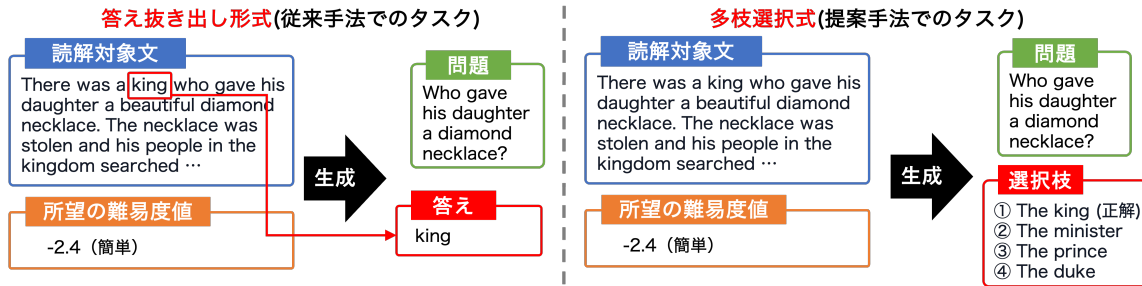 答え抜き出し形式(従来手法でのタスク)
読解対象文
There was a king who gave his
daughter a beautiful diamond
necklace. The necklace was
stolen and his people in the
kingdom searched …
所望の難易度値
-2.4（簡単）
生成
問題
Who gave
his daughter
a diamond
necklace?
答え
king
多枝選択式(提案手法でのタスク)
読解対象文
There was a king who gave his
daughter a beautiful diamond
necklace. The necklace was
stolen and his people in the
kingdom searched …
所望の難易度値
-2.4（簡単）
生成
問題
Who gave
his daughter
a diamond
necklace?
選択枝
① The king (正解)
② The minister
③ The prince
④ The duke